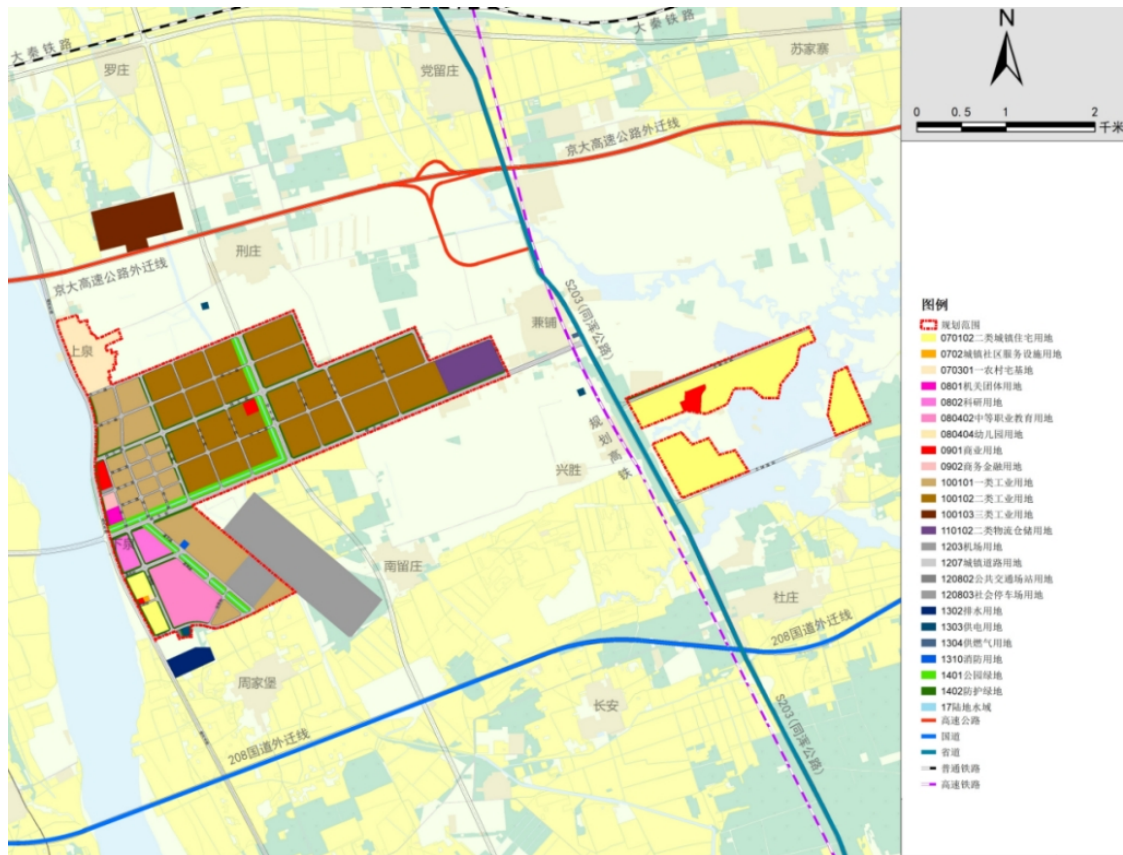 大秦铁路
大秦铁路
罗庄
党留庄
苏家寨
N
0 0.5 1 2
千米
京大高速公路外迁线
京大高速公路外迁线
刑庄
上泉
兼铺
S203(同浑公路)
规划高铁
兴胜
南留庄
杜庄
周家堡
长安
208国道外迁线
208国道外迁线
S203(同浑公路)
图例
规划范围
070102二类城镇住宅用地
0702城镇社区服务设施用地
070301一农村宅基地
0801机关团体用地
0802科研用地
080402中等职业教育用地
080404幼儿园用地
0901商业用地
0902商务金融用地
100101一类工业用地
100102二类工业用地
100103三类工业用地
110102二类物流仓储用地
1203机场用地
1207城镇道路用地
120802公共交通场站用地
120803社会停车场用地
1302排水用地
1303供电用地
1304供燃气用地
1310消防用地
1401公园绿地
1402防护绿地
17陆地水域
高速公路
国道
省道
普通铁路
高速铁路